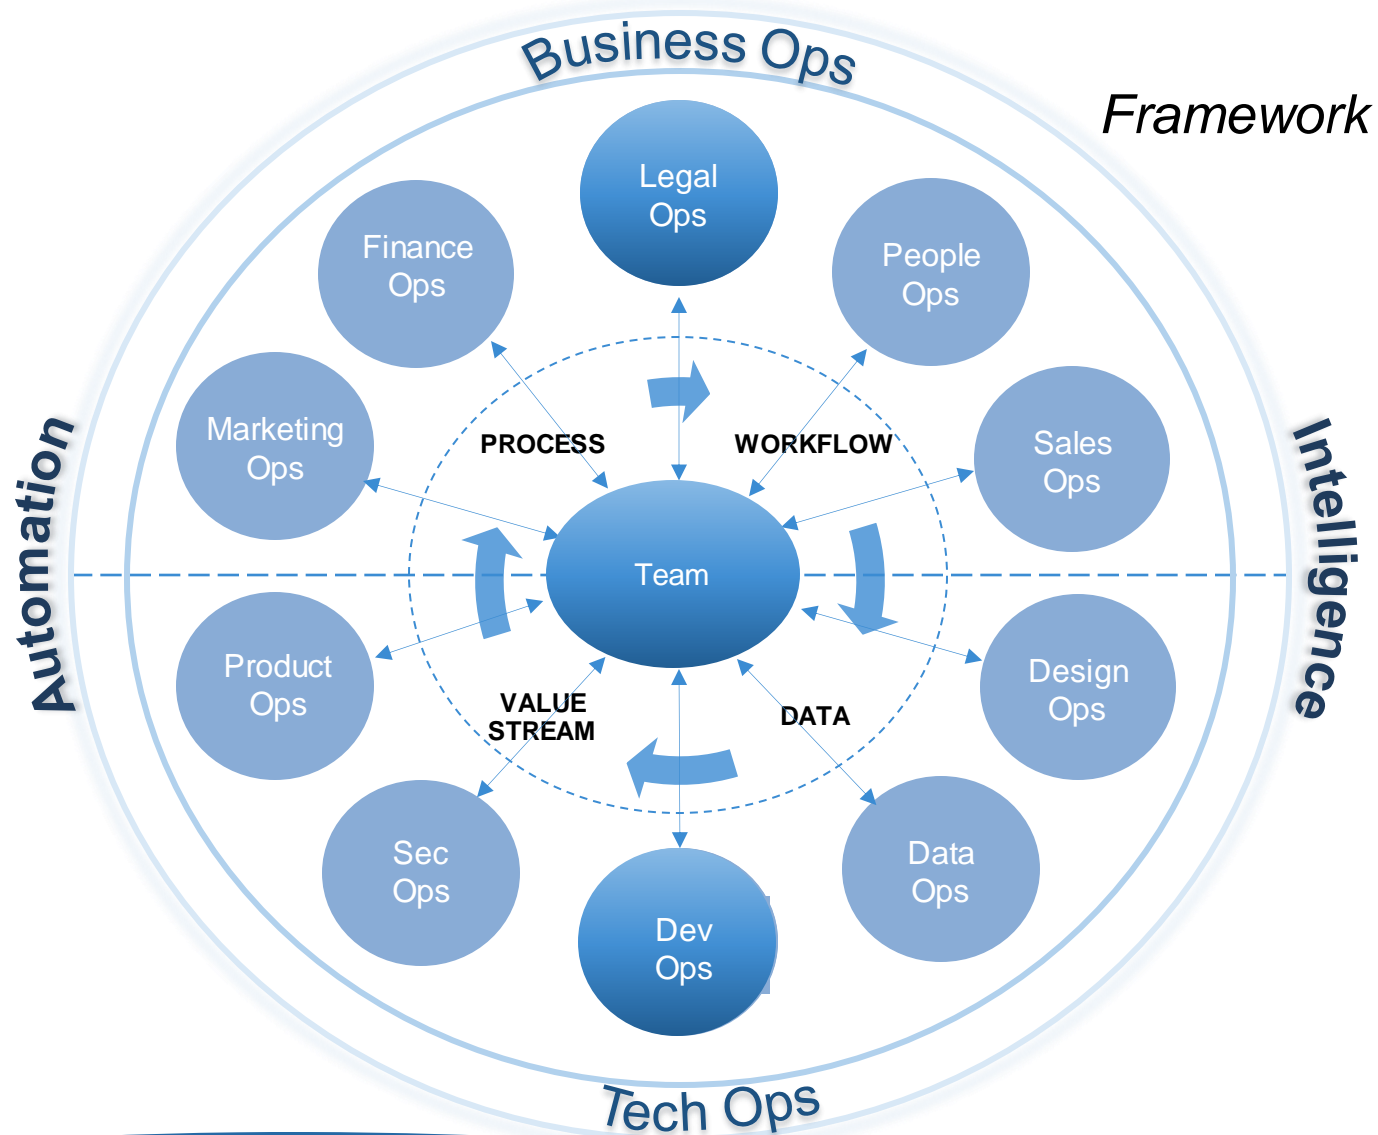 Business Ops
Framework
Legal
Ops
Finance
Ops
People
Ops
Marketing
Ops
Sales
Ops
PROCESS
WORKFLOW
Automation
Team
Intelligence
Product
Ops
Design
Ops
VALUE
STREAM
DATA
Sec
Ops
Data
Ops
Dev
Ops
Tech Ops